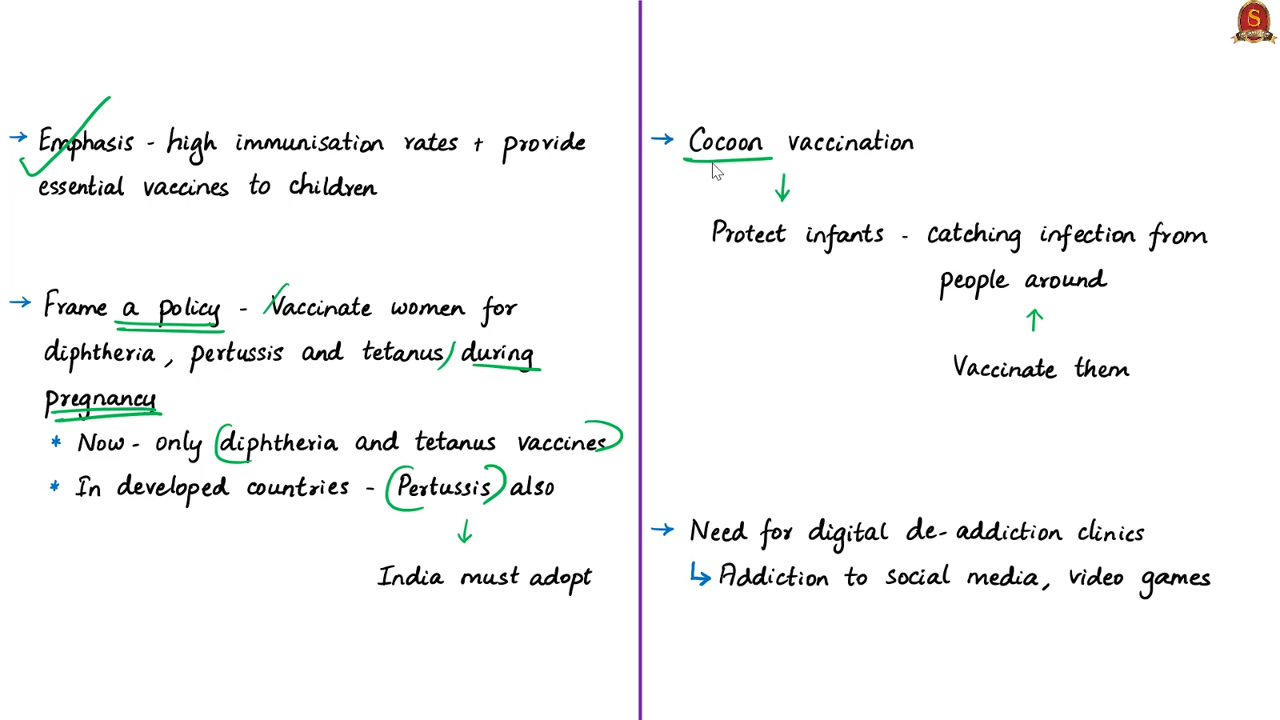 → Emphasis - high immunisation rates + provide
essential vaccines to children
→ Frame a policy - Vaccinate women for
diphtheria, pertussis and tetanus during
pregnancy
* Now - only diphtheria and tetanus vaccines
* In developed countries - Pertussis also
↓
India must adopt
→ Cocoon vaccination
↓
Protect infants - catching infection from
people around
↑
Vaccinate them
→ Need for digital de-addiction clinics
↳ Addiction to social media, video games
S